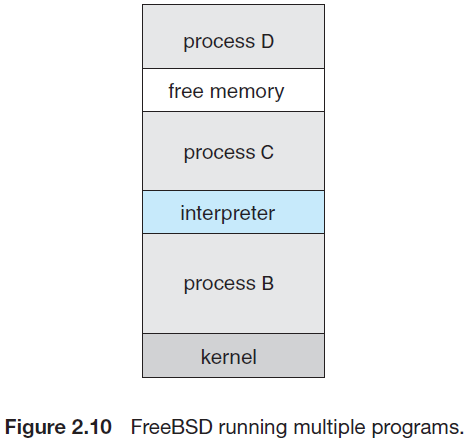 process D
free memory
process C
interpreter
process B
kernel
Figure 2.10 FreeBSD running multiple programs.